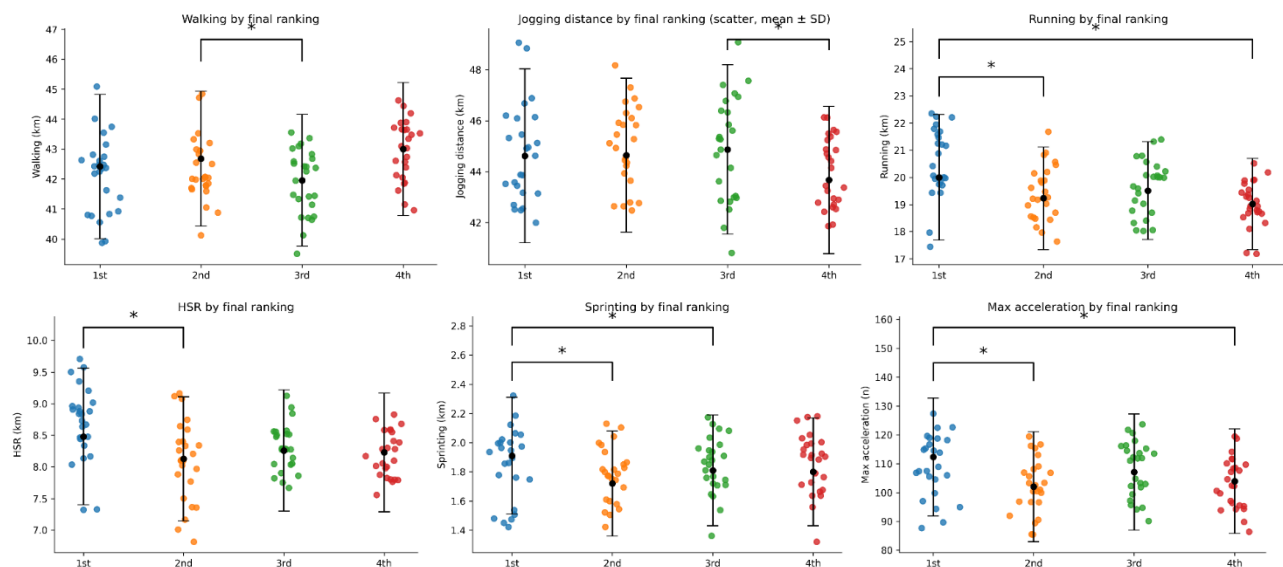 Walking by final ranking
*
47
46
45
44
43
42
41
40
Walking (km)
1st
2nd
3rd
4th
Jogging distance by final ranking (scatter, mean ± SD)
*
48
46
44
42
Jogging distance (km)
1st
2nd
3rd
4th
Running by final ranking
*
*
25
24
23
22
21
20
19
18
17
Running (km)
1st
2nd
3rd
4th
HSR by final ranking
*
10.0
9.5
9.0
8.5
8.0
7.5
7.0
HSR (km)
1st
2nd
3rd
4th
Sprinting by final ranking
*
*
2.8
2.6
2.4
2.2
2.0
1.8
1.6
1.4
Sprinting (km)
1st
2nd
3rd
4th
Max acceleration by final ranking
*
*
160
150
140
130
120
110
100
90
80
Max acceleration (n)
1st
2nd
3rd
4th